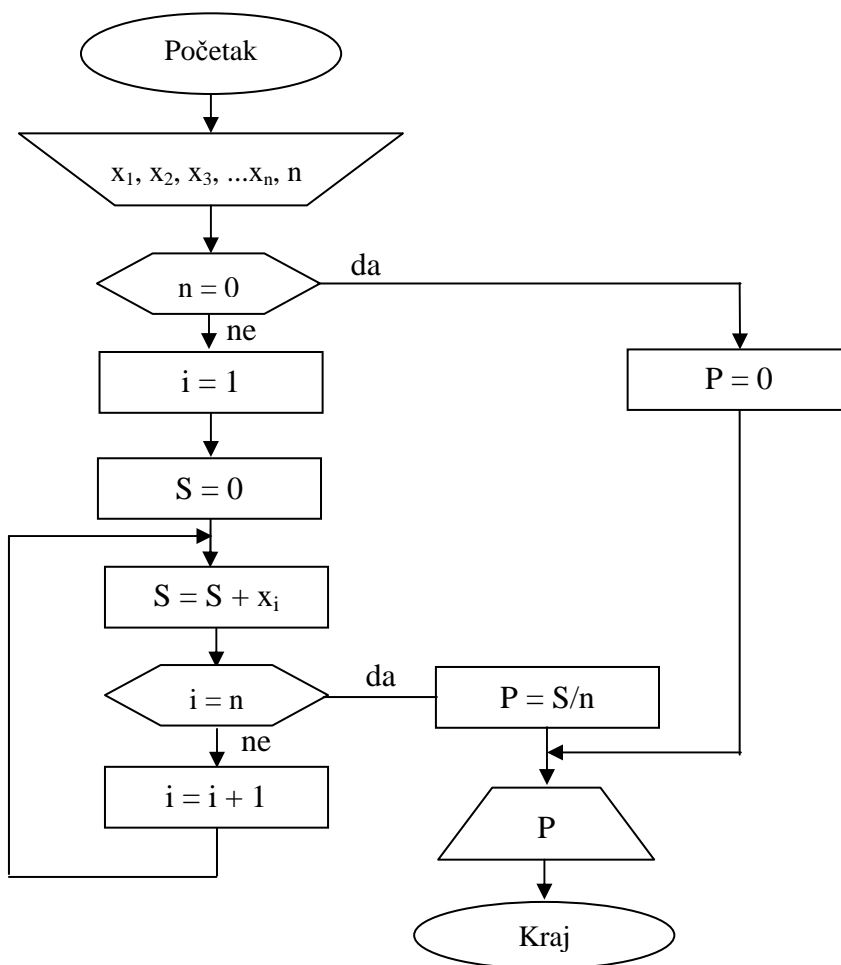 Početak
x₁, x₂, x₃, ...xₙ, n
n = 0
da
ne
i = 1
P = 0
S = 0
S = S + xᵢ
i = n
da
P = S/n
ne
i = i + 1
P
Kraj